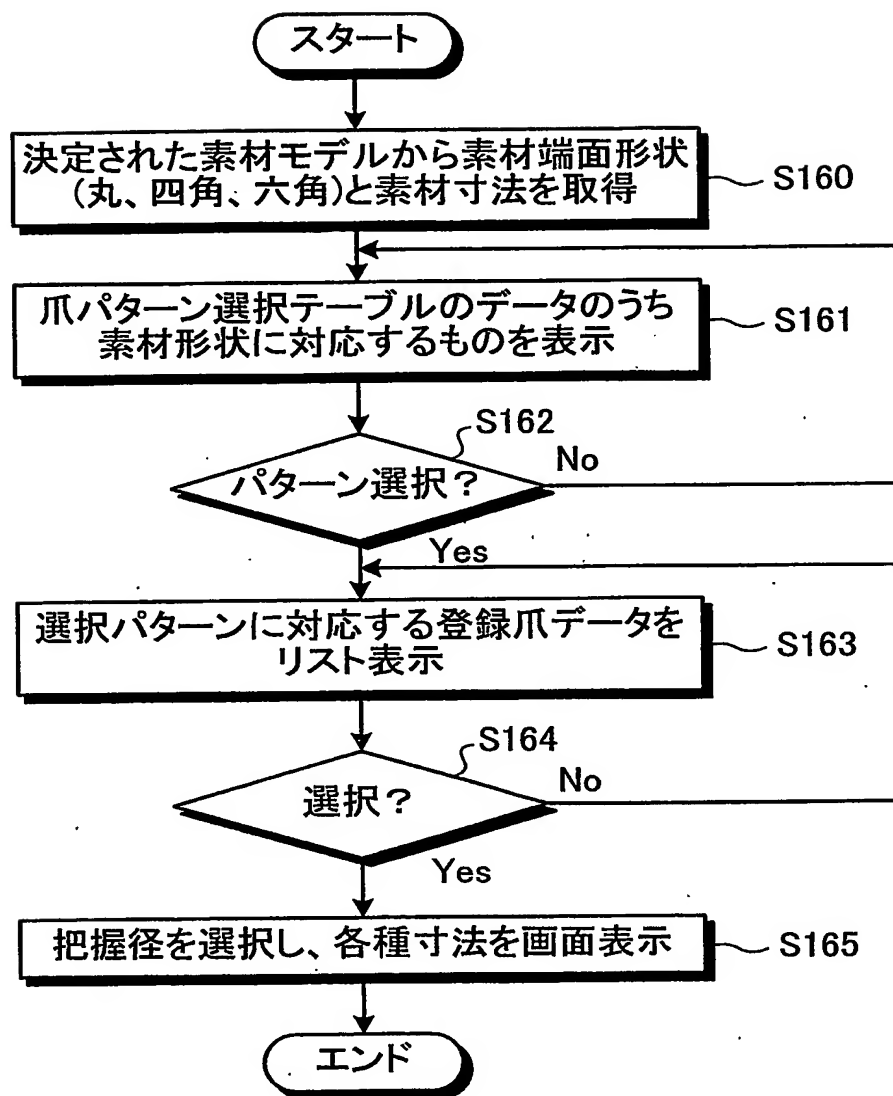 スタート
決定された素材モデルから素材端面形状
(丸、四角、六角)と素材寸法を取得
S160
爪パターン選択テーブルのデータのうち
素材形状に対応するものを表示
S161
S162
パターン選択？
No
Yes
選択パターンに対応する登録爪データを
リスト表示
S163
S164
選択？
No
Yes
把握径を選択し、各種寸法を画面表示
S165
エンド